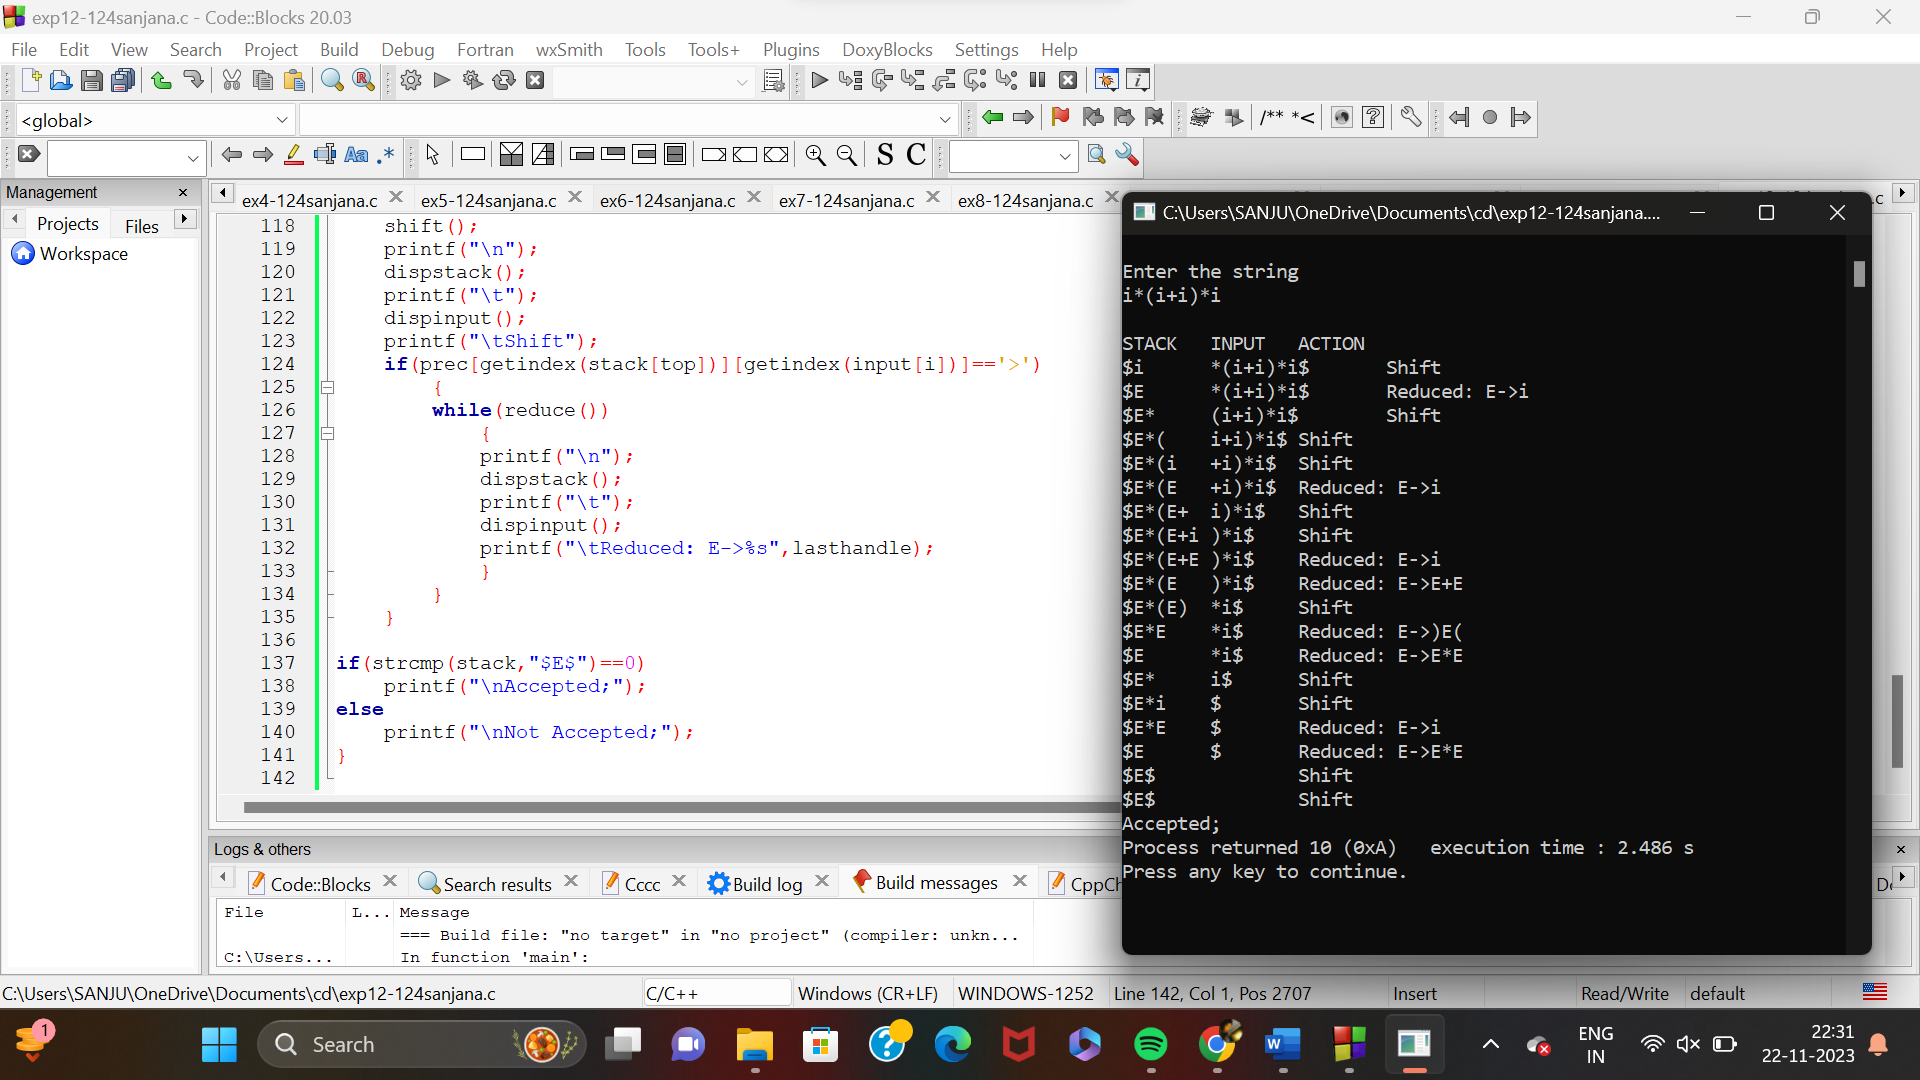 exp12-124sanjana.c - Code::Blocks 20.03
File Edit View Search Project Build Debug Fortran wxSmith Tools Tools+ Plugins DoxyBlocks Settings Help
<global>
/** *<
Aa .*
S C
Management
Projects Files
Workspace
ex4-124sanjana.c ex5-124sanjana.c ex6-124sanjana.c ex7-124sanjana.c ex8-124sanjana.c
118 shift();
119 printf("\n");
120 dispstack();
121 printf("\t");
122 dispinput();
123 printf("\tShift");
124 if(prec[getindex(stack[top])][getindex(input[i])]=='>')
125 {
126 while(reduce())
127 {
128 printf("\n");
129 dispstack();
130 printf("\t");
131 dispinput();
132 printf("\tReduced: E->%s",lasthandle);
133 }
134 }
135 }
136
137 if(strcmp(stack,"$E$")==0)
138 printf("\nAccepted;");
139 else
140 printf("\nNot Accepted;");
141 }
142
C:\Users\SANJU\OneDrive\Documents\cd\exp12-124sanjana....
Enter the string
i*(i+i)*i
STACK INPUT ACTION
$i *(i+i)*i$ Shift
$E *(i+i)*i$ Reduced: E->i
$E* (i+i)*i$ Shift
$E*( i+i)*i$ Shift
$E*(i +i)*i$ Shift
$E*(E +i)*i$ Reduced: E->i
$E*(E+ i)*i$ Shift
$E*(E+i )*i$ Shift
$E*(E+E )*i$ Reduced: E->i
$E*(E )*i$ Reduced: E->E+E
$E*(E) *i$ Shift
$E*E *i$ Reduced: E->)E(
$E *i$ Reduced: E->E*E
$E* i$ Shift
$E*i $ Shift
$E*E $ Reduced: E->i
$E $ Reduced: E->E*E
$E$ Shift
$E$ Shift
Accepted;
Process returned 10 (0xA) execution time : 2.486 s
Press any key to continue.
Logs & others
Code::Blocks Search results Cccc Build log Build messages
File L... Message
=== Build file: "no target" in "no project" (compiler: unkn...
C:\Users... In function 'main':
C:\Users\SANJU\OneDrive\Documents\cd\exp12-124sanjana.c C/C++ Windows (CR+LF) WINDOWS-1252 Line 142, Col 1, Pos 2707 Insert Read/Write default
1
Search
ENG
IN
22:31
22-11-2023